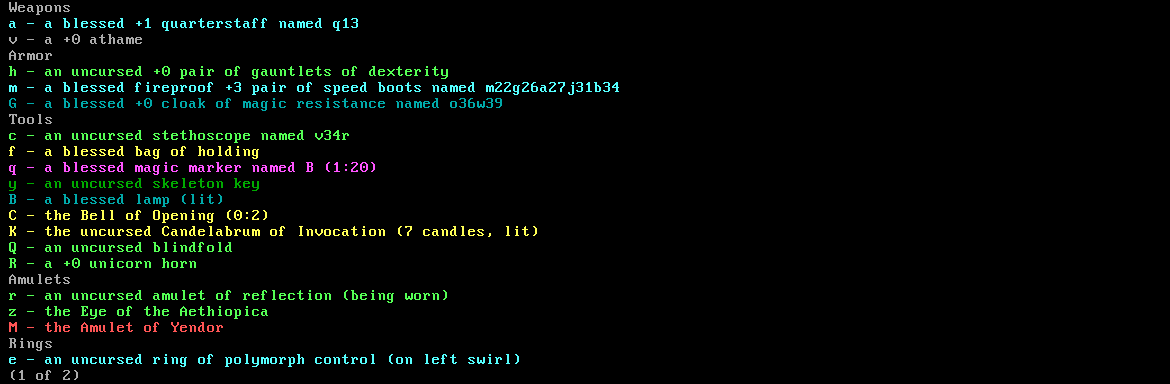 Weapons
a - a blessed +1 quarterstaff named q13
v - a +0 athame
Armor
h - an uncursed +0 pair of gauntlets of dexterity
m - a blessed fireproof +3 pair of speed boots named m22g26a27j31b34
G - a blessed +0 cloak of magic resistance named o36w39
Tools
c - an uncursed stethoscope named v34r
f - a blessed bag of holding
q - a blessed magic marker named B (1:20)
y - an uncursed skeleton key
B - a blessed lamp (lit)
C - the Bell of Opening (0:2)
K - the uncursed Candelabrum of Invocation (7 candles, lit)
Q - an uncursed blindfold
R - a +0 unicorn horn
Amulets
r - an uncursed amulet of reflection (being worn)
z - the Eye of the Aethiopica
M - the Amulet of Yendor
Rings
e - an uncursed ring of polymorph control (on left swirl)
(1 of 2)